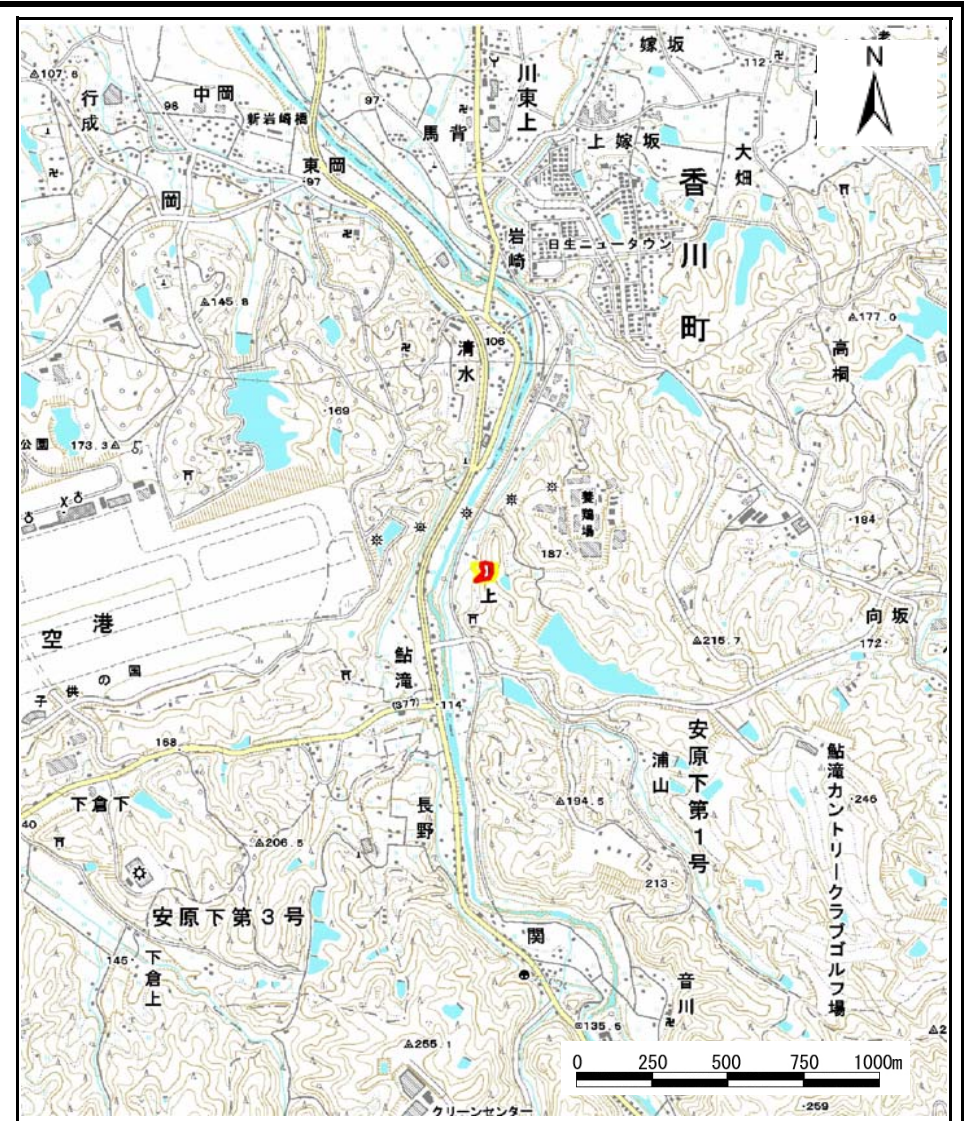 嫁坂
老
N
112
△107.6
行成
中岡
98
新岩崎橋
97
馬背
川東上
上嫁坂
大畑
東岡
97
岡
香川町
岩崎
日生ニュータウン
△145.8
106
清水
△177.0
高桐
150
169
公園
173.3△
養鶏場
184
187
上
空港
向坂
172
△215.7
鮎滝
子供の国
(377)
114
安原下第1号
168
浦山
鮎滝カントリークラブゴルフ場
246
下倉下
長野
△194.5
40
△206.5
213
安原下第3号
関
145
下倉上
音川
135.5
△2
△255.1
0 250 500 750 1000m
クリーンセンター
259